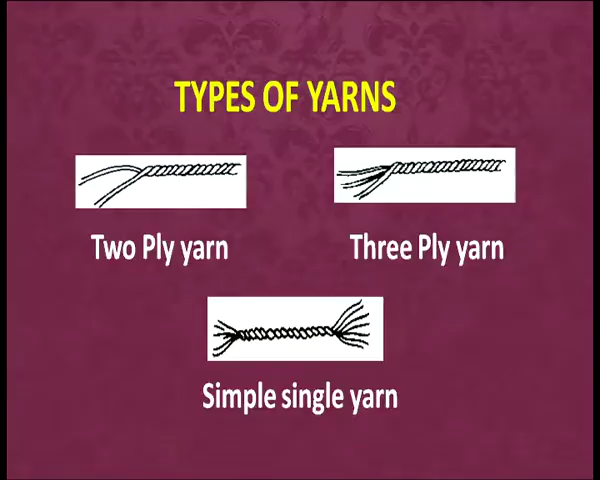 TYPES OF YARNS
Two Ply yarn
Three Ply yarn
Simple single yarn